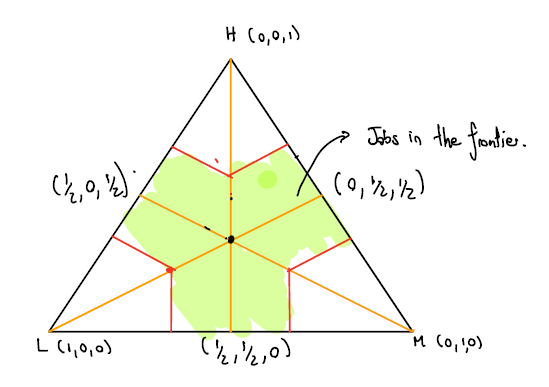 H (0,0,1)
Jobs in the frontier.
(1/2, 0, 1/2)
(0, 1/2, 1/2)
L (1,0,0)
(1/2, 1/2, 0)
M (0,1,0)